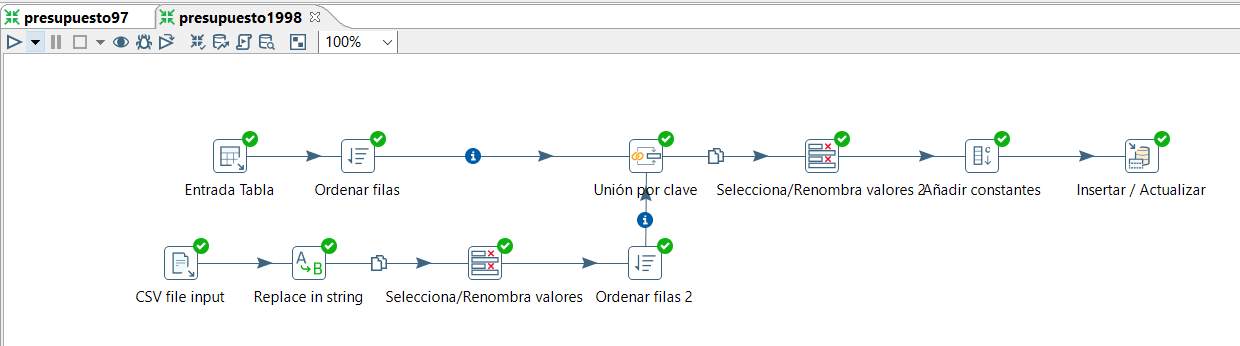 presupuesto97
presupuesto1998
100%
Entrada Tabla
Ordenar filas
Unión por clave
Selecciona/Renombra valores 2
Añadir constantes
Insertar / Actualizar
CSV file input
Replace in string
Selecciona/Renombra valores
Ordenar filas 2